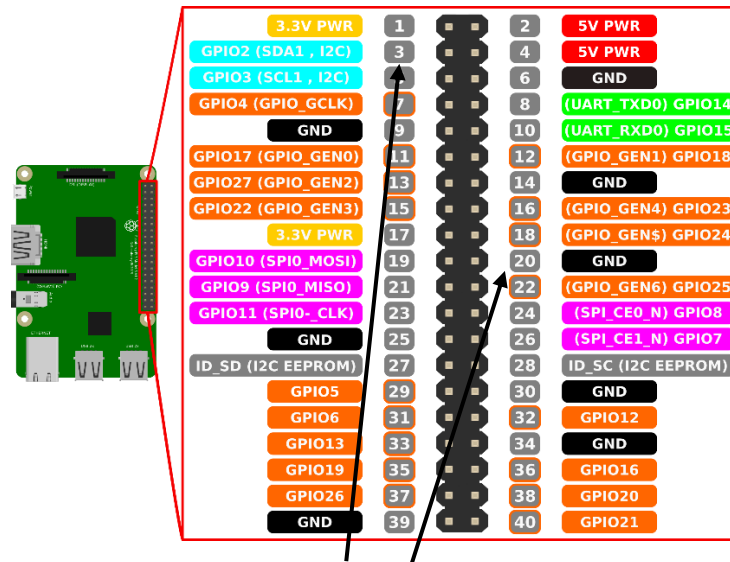 3.3V PWR 1 2 5V PWR
GPIO2 (SDA1 , I2C) 3 4 5V PWR
GPIO3 (SCL1 , I2C) 6 GND
GPIO4 (GPIO_GCLK) 7 8 (UART_TXD0) GPIO14
GND 9 10 (UART_RXD0) GPIO15
GPIO17 (GPIO_GEN0) 11 12 (GPIO_GEN1) GPIO18
GPIO27 (GPIO_GEN2) 13 14 GND
GPIO22 (GPIO_GEN3) 15 16 (GPIO_GEN4) GPIO23
3.3V PWR 17 18 (GPIO_GEN$) GPIO24
GPIO10 (SPI0_MOSI) 19 20 GND
GPIO9 (SPI0_MISO) 21 22 (GPIO_GEN6) GPIO25
GPIO11 (SPI0-_CLK) 23 24 (SPI_CE0_N) GPIO8
GND 25 26 (SPI_CE1_N) GPIO7
ID_SD (I2C EEPROM) 27 28 ID_SC (I2C EEPROM)
GPIO5 29 30 GND
GPIO6 31 32 GPIO12
GPIO13 33 34 GND
GPIO19 35 36 GPIO16
GPIO26 37 38 GPIO20
GND 39 40 GPIO21